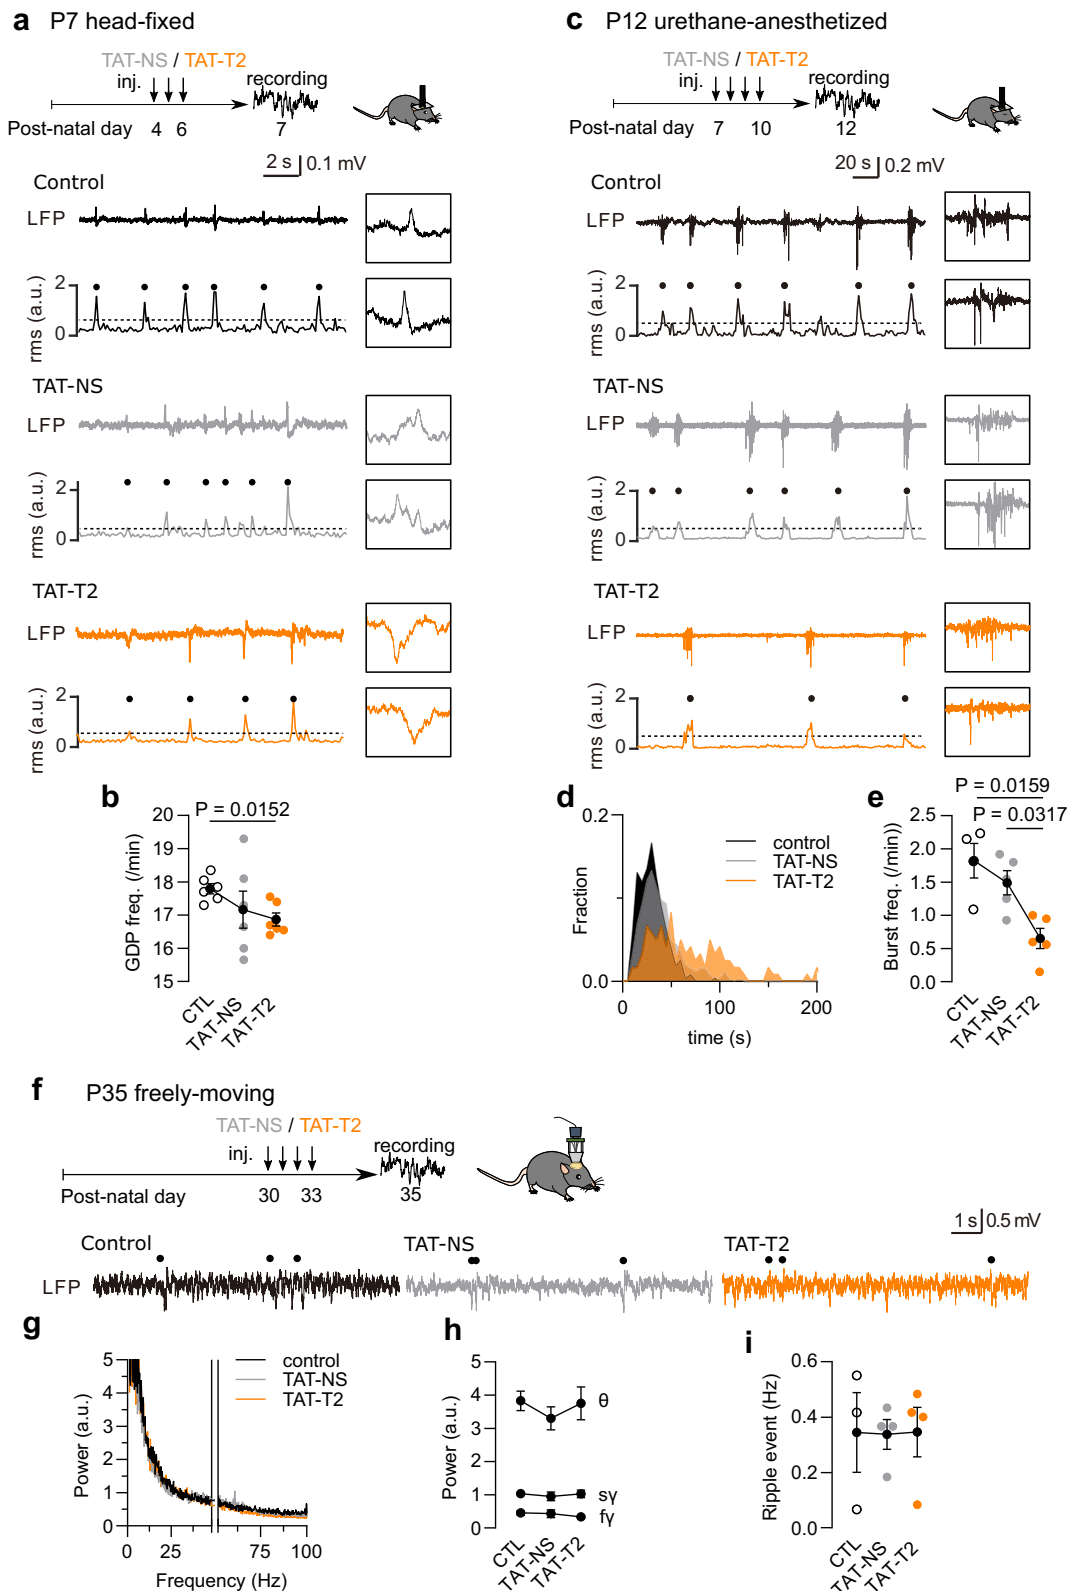 a P7 head-fixed
TAT-NS / TAT-T2
inj.
recording
Post-natal day 4 6 7
2 s 0.1 mV
Control
LFP
rms (a.u.)
2
0
TAT-NS
LFP
rms (a.u.)
2
0
TAT-T2
LFP
rms (a.u.)
2
0
c P12 urethane-anesthetized
TAT-NS / TAT-T2
inj.
recording
Post-natal day 7 10 12
20 s 0.2 mV
Control
LFP
rms (a.u.)
2
0
TAT-NS
LFP
rms (a.u.)
2
0
TAT-T2
LFP
rms (a.u.)
2
0
b
P = 0.0152
GDP freq. (/min)
20
19
18
17
16
15
CTL
TAT-NS
TAT-T2
d
0.2
0.0
Fraction
control
TAT-NS
TAT-T2
0 100 200
time (s)
e
P = 0.0159
P = 0.0317
Burst freq. (/min))
2.5
2.0
1.5
1.0
0.5
0.0
CTL
TAT-NS
TAT-T2
f P35 freely-moving
TAT-NS / TAT-T2
inj.
recording
Post-natal day 30 33 35
1 s 0.5 mV
Control
TAT-NS
TAT-T2
LFP
g
control
TAT-NS
TAT-T2
Power (a.u.)
5
4
3
2
1
0
0 25 75 100
Frequency (Hz)
h
Power (a.u.)
5
4
3
2
1
0
θ
sγ
fγ
CTL
TAT-NS
TAT-T2
i
Ripple event (Hz)
0.6
0.4
0.2
0.0
CTL
TAT-NS
TAT-T2